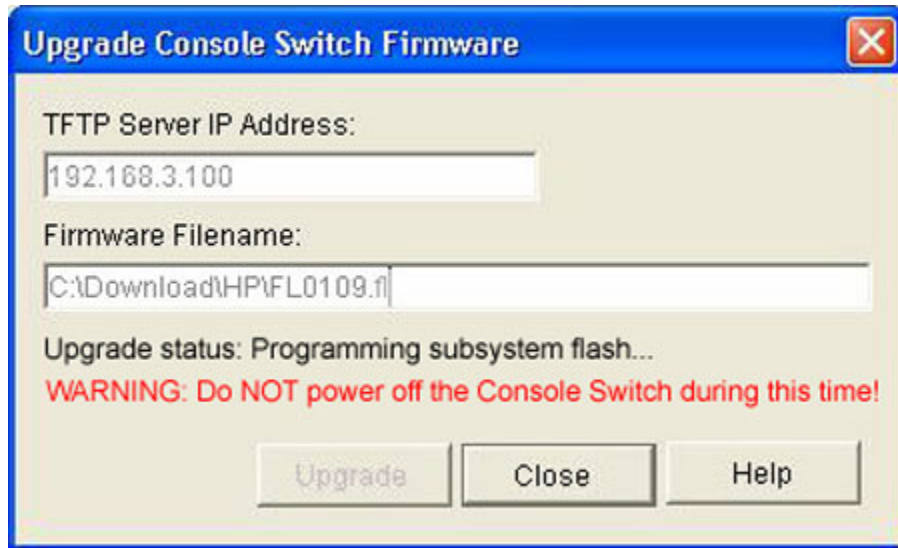 Upgrade Console Switch Firmware
TFTP Server IP Address:
192.168.3.100
Firmware Filename:
C:\Download\HP\FL0109.fl
Upgrade status: Programming subsystem flash...
WARNING: Do NOT power off the Console Switch during this time!
Upgrade
Close
Help